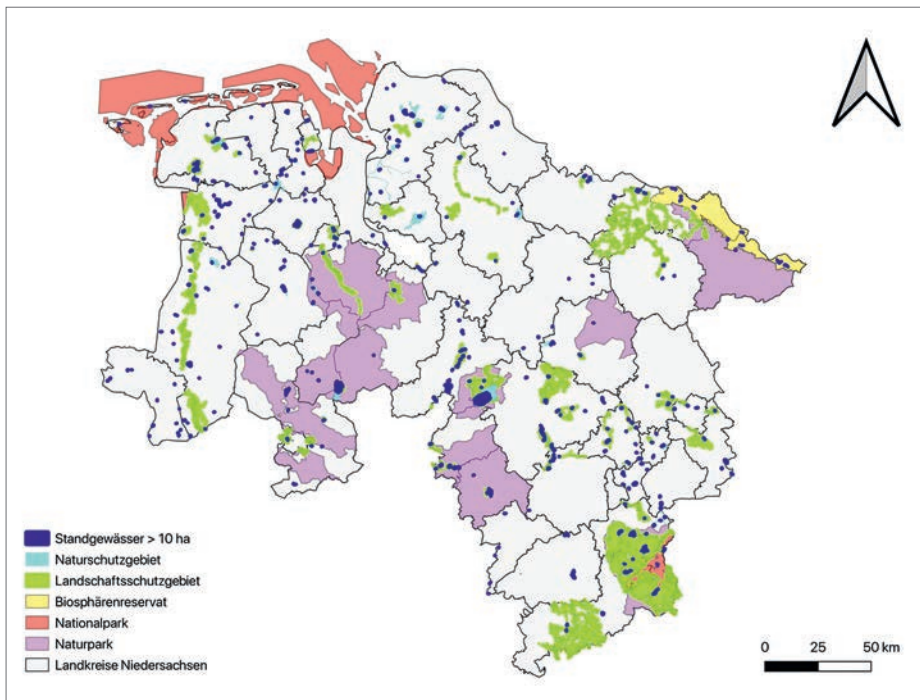 Standgewässer > 10 ha
Naturschutzgebiet
Landschaftsschutzgebiet
Biosphärenreservat
Nationalpark
Naturpark
Landkreise Niedersachsen
0 25 50 km